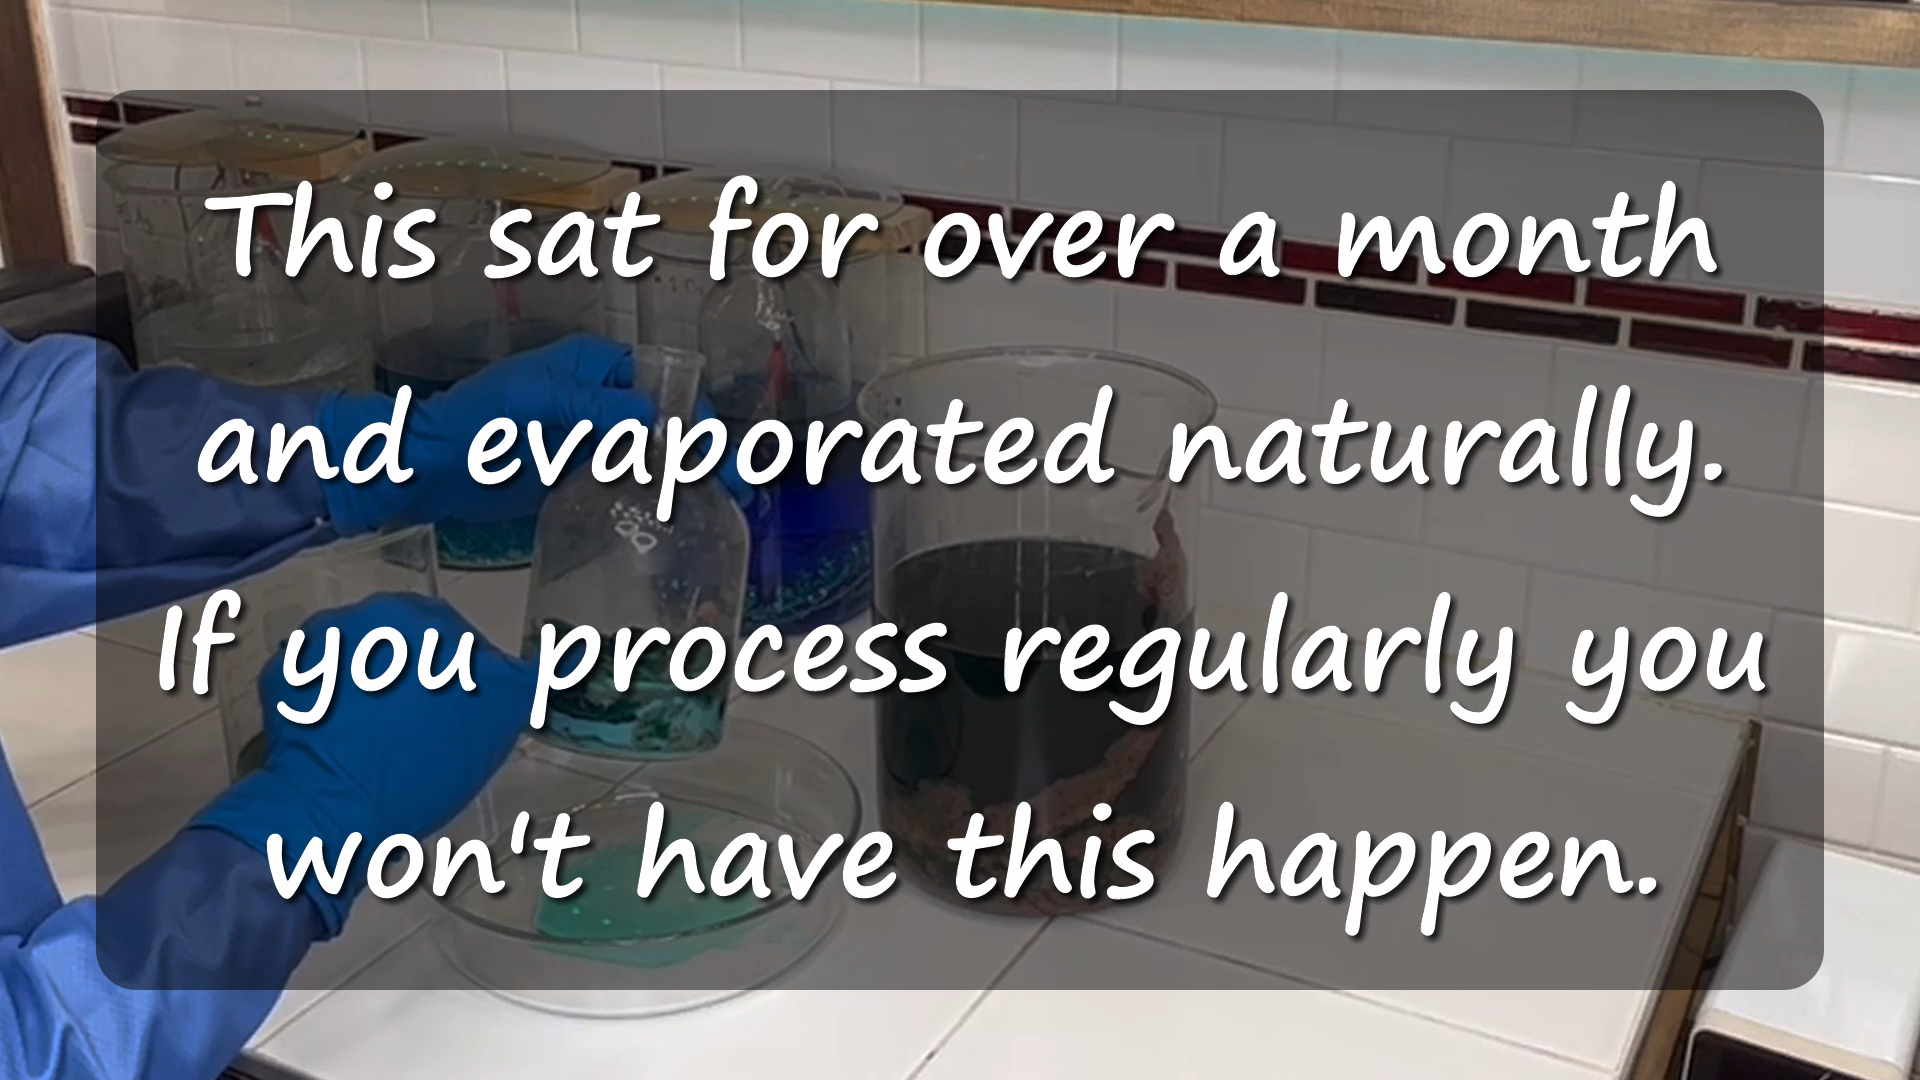 This sat for over a month
and evaporated naturally.
If you process regularly you
won't have this happen.